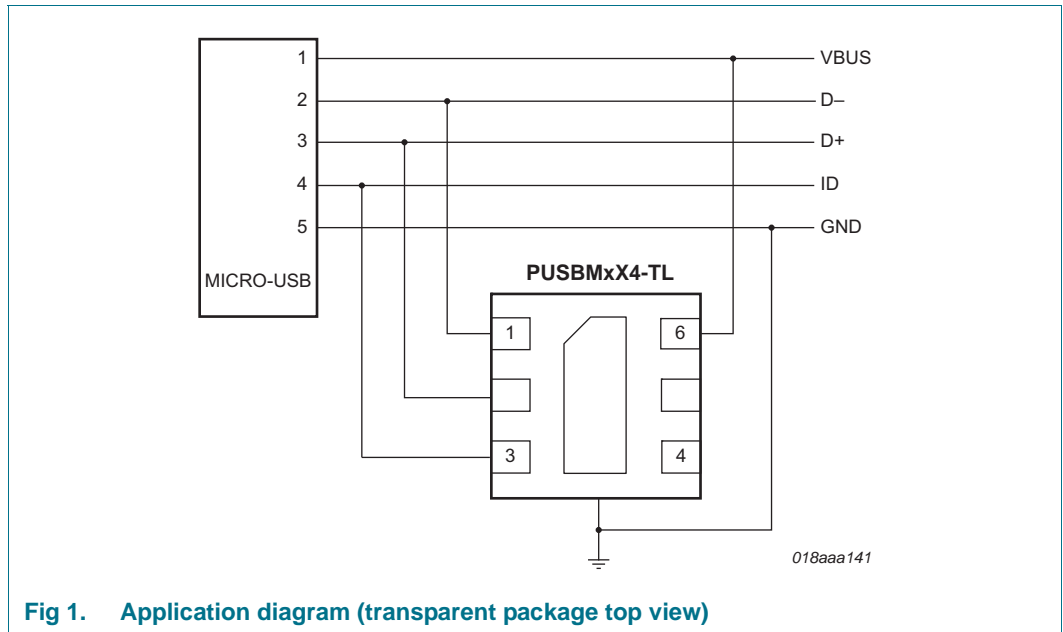 1 VBUS
2 D–
3 D+
4 ID
5 GND
MICRO-USB
PUSBMxX4-TL
1 6
3 4
018aaa141
Fig 1. Application diagram (transparent package top view)